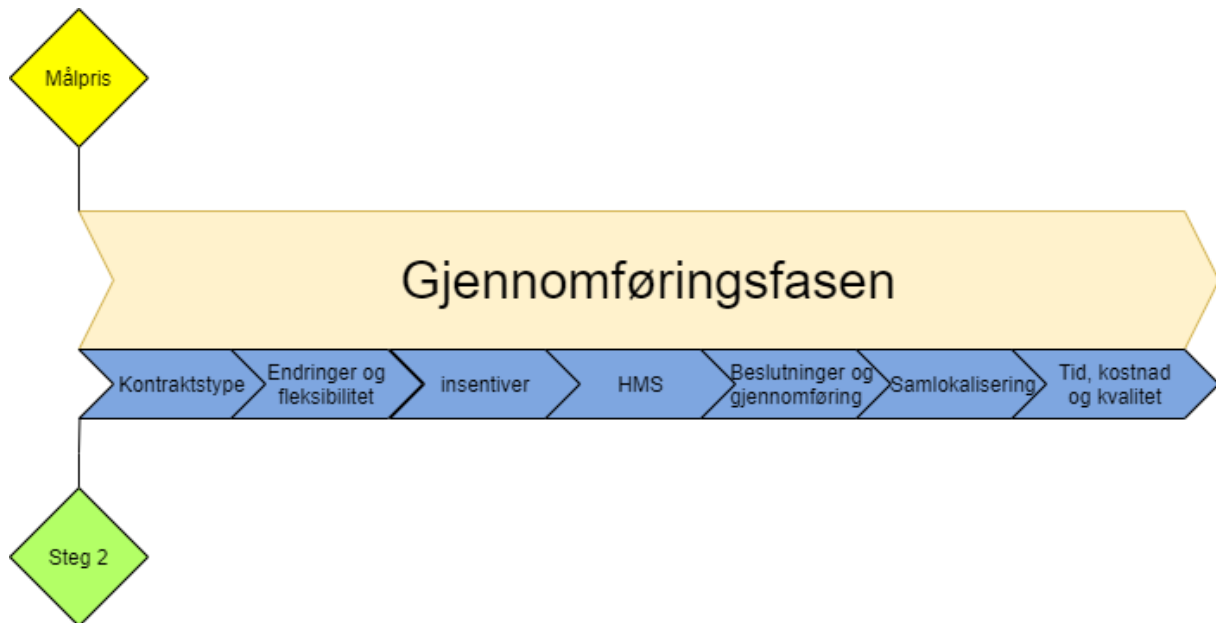 Målpris
Gjennomføringsfasen
Kontraktstype
Endringer og
fleksibilitet
insentiver
HMS
Beslutninger og
gjennomføring
Samlokalisering
Tid, kostnad
og kvalitet
Steg 2